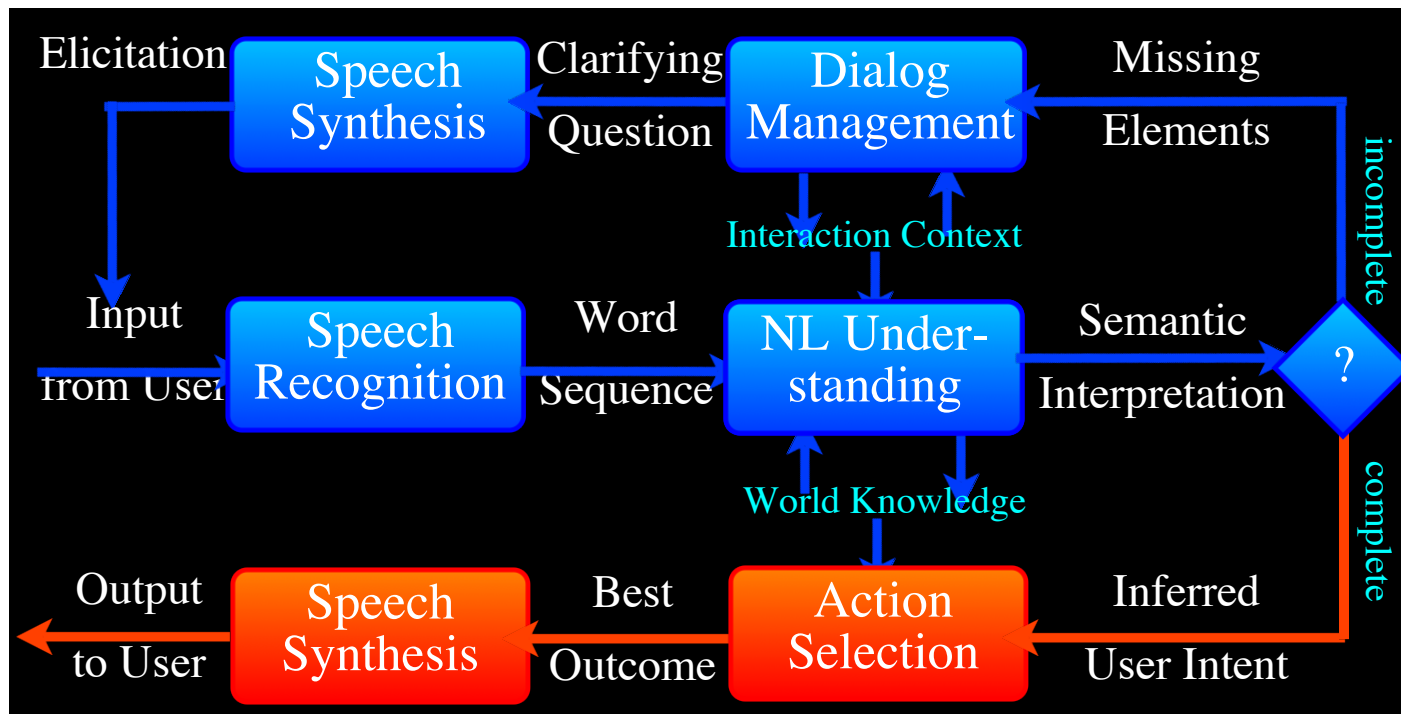 Elicitation
Speech
Synthesis
Clarifying
Question
Dialog
Management
Missing
Elements
incomplete
Interaction Context
Input
from User
Speech
Recognition
Word
Sequence
NL Under-
standing
Semantic
Interpretation
?
World Knowledge
complete
Output
to User
Speech
Synthesis
Best
Outcome
Action
Selection
Inferred
User Intent